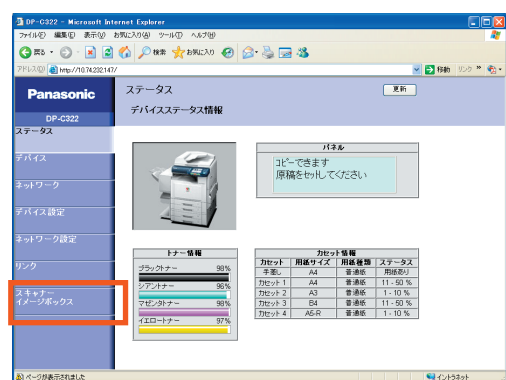 DP-C322 - Microsoft Internet Explorer
ファイル(F) 編集(E) 表示(V) お気に入り(A) ツール(T) ヘルプ(H)
戻る 検索 お気に入り
アドレス(D) http://10.74.232.147/ 移動 リンク »
Panasonic
DP-C322
ステータス
デバイス
ネットワーク
デバイス設定
ネットワーク設定
リンク
スキャナー
イメージボックス
ステータス 更新
デバイスステータス情報
パネル
コピーできます
原稿をセットしてください
トナー情報
ブラックトナー 98%
シアントナー 96%
マゼンタトナー 98%
イエロートナー 97%
カセット情報
カセット 用紙サイズ 用紙種類 ステータス
手差し A4 普通紙 用紙あり
カセット 1 A4 普通紙 11 - 50 %
カセット 2 A3 普通紙 1 - 10 %
カセット 3 B4 普通紙 11 - 50 %
カセット 4 A5-R 普通紙 1 - 10 %
ページが表示されました イントラネット